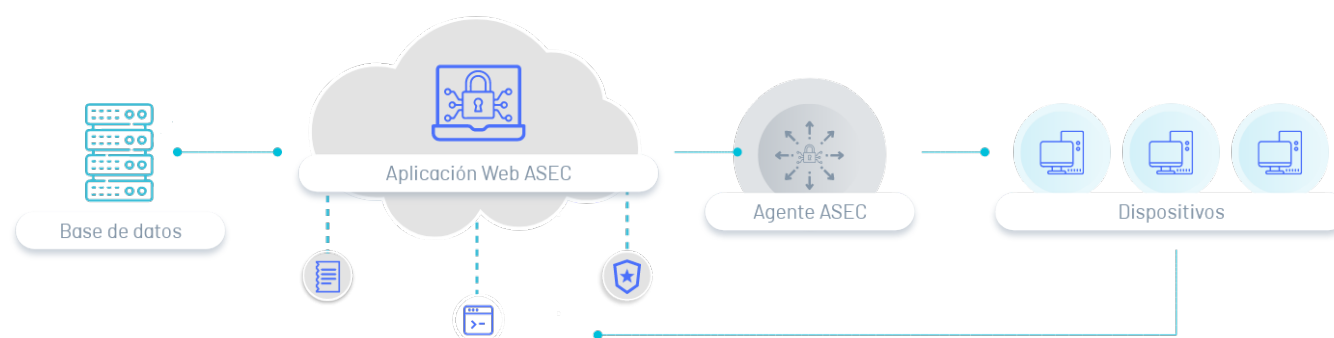 Aplicación Web ASEC
Base de datos
Agente ASEC
Dispositivos